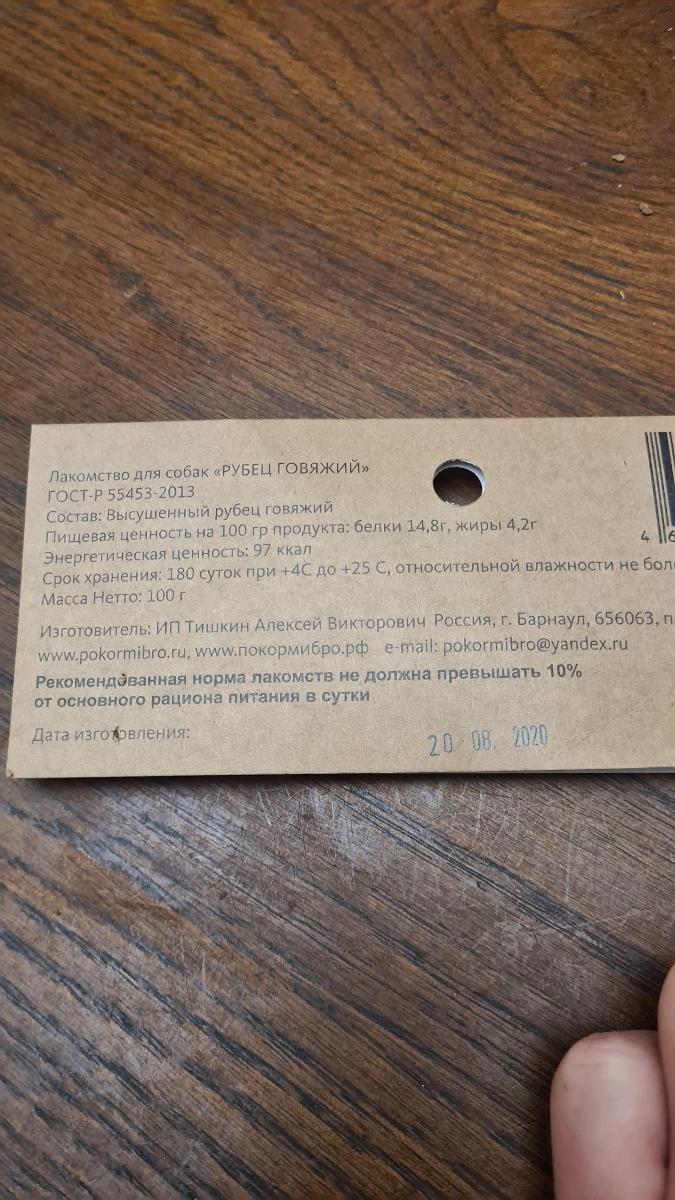 Лакомство для собак «РУБЕЦ ГОВЯЖИЙ»
ГОСТ-Р 55453-2013
Состав: Высушенный рубец говяжий
Пищевая ценность на 100 гр продукта: белки 14,8г, жиры 4,2г
Энергетическая ценность: 97 ккал
Срок хранения: 180 суток при +4С до +25 С, относительной влажности не
Масса Нетто: 100 г
Изготовитель: ИП Тишкин Алексей Викторович Россия, г. Барнаул, 656063,
www.pokormibro.ru, www.покормибро.рф e-mail: pokormibro@yandex.ru
Рекомендованная норма лакомств не должна превышать 10%
от основного рациона питания в сутки
Дата изготовления: 20 08. 2020
4